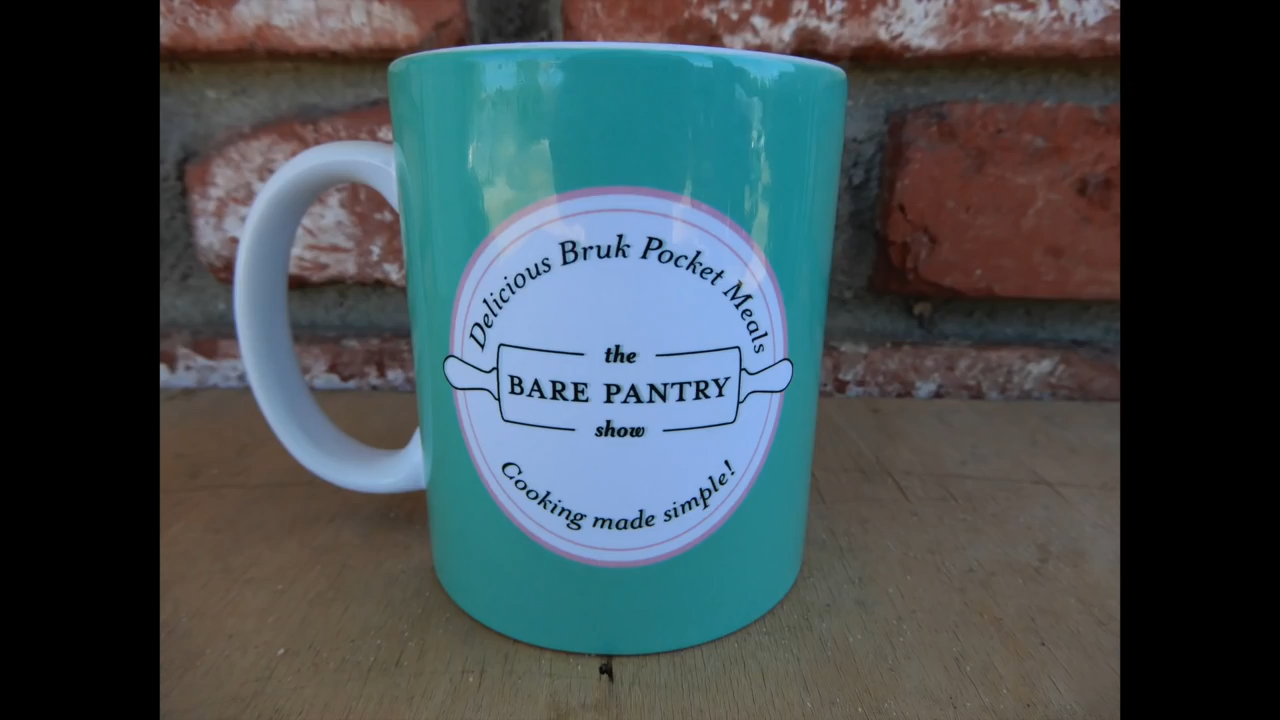 Delicious Bruk Pocket Meals
the
BARE PANTRY
show
Cooking made simple!